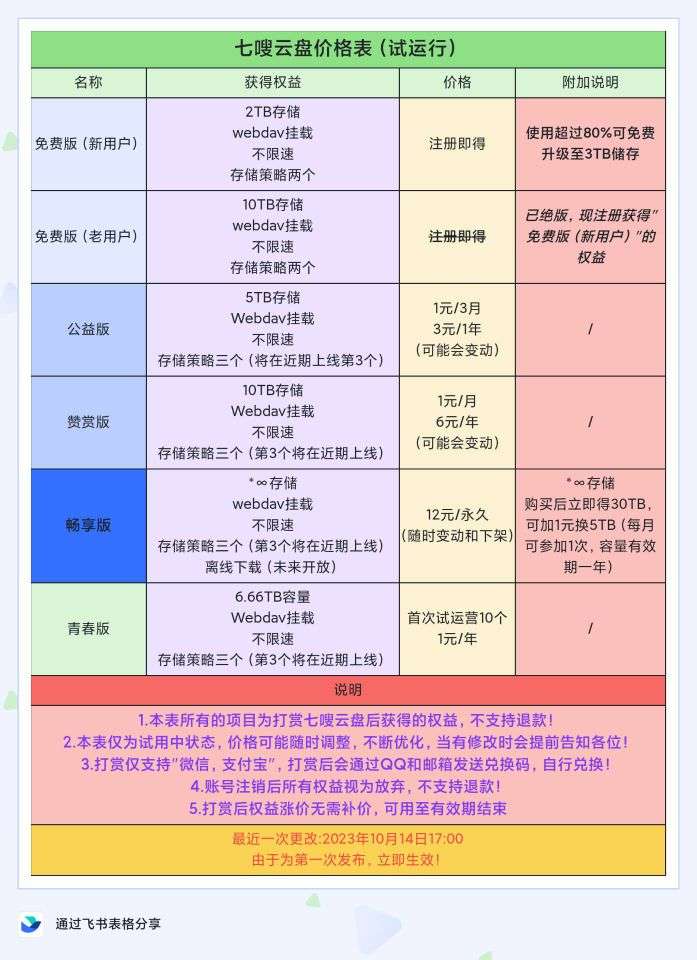 七嗖云盘价格表（试运行）
名称 获得权益 价格 附加说明
免费版（新用户）
2TB存储
webdav挂载
不限速
存储策略两个
注册即得
使用超过80%可免费
升级至3TB储存
免费版（老用户）
10TB存储
webdav挂载
不限速
存储策略两个
注册即得
已绝版，现注册获得”
免费版（新用户）”的
权益
公益版
5TB存储
Webdav挂载
不限速
存储策略三个（将在近期上线第3个）
1元/3月
3元/1年
（可能会变动）
/
赞赏版
10TB存储
Webdav挂载
不限速
存储策略三个（第3个将在近期上线）
1元/月
6元/年
（可能会变动）
/
畅享版
*∞存储
webdav挂载
不限速
存储策略三个（第3个将在近期上线）
离线下载（未来开放）
12元/永久
（随时变动和下架）
*∞存储
购买后立即得30TB，
可加1元换5TB（每月
可参加1次，容量有效
期一年）
青春版
6.66TB容量
Webdav挂载
不限速
存储策略三个（第3个将在近期上线）
首次试运营10个
1元/年
/
说明
1.本表所有的项目为打赏七嗖云盘后获得的权益，不支持退款！
2.本表仅为试用中状态，价格可能随时调整，不断优化，当有修改时会提前告知各位！
3.打赏仅支持”微信，支付宝”，打赏后会通过QQ和邮箱发送兑换码，自行兑换！
4.账号注销后所有权益视为放弃，不支持退款！
5.打赏后权益涨价无需补价，可用至有效期结束
最近一次更改:2023年10月14日17:00
由于为第一次发布，立即生效！
通过飞书表格分享